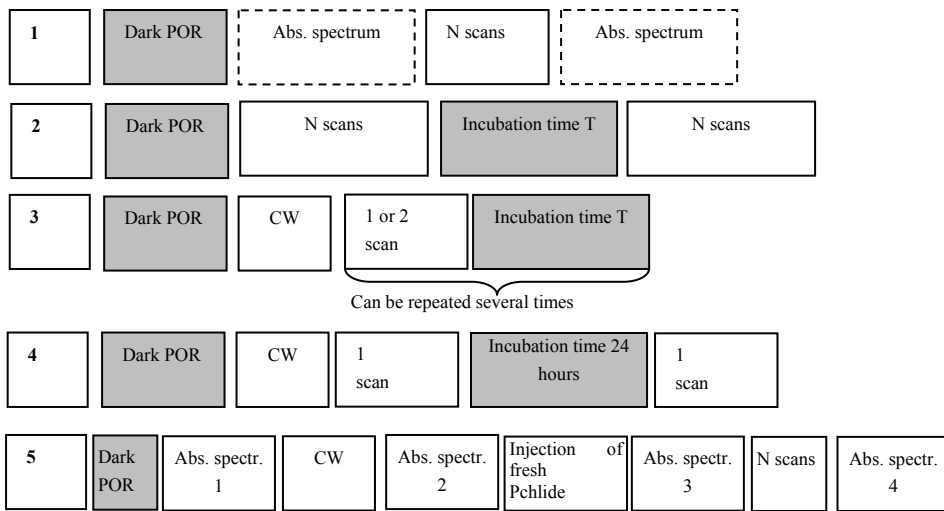 1
Dark POR
Abs. spectrum
N scans
Abs. spectrum
2
Dark POR
N scans
Incubation time T
N scans
3
Dark POR
CW
1 or 2
scan
Incubation time T
Can be repeated several times
4
Dark POR
CW
1
scan
Incubation time 24
hours
1
scan
5
Dark
POR
Abs. spectr.
1
CW
Abs. spectr.
2
Injection of
fresh
Pchlide
Abs. spectr.
3
N scans
Abs. spectr.
4